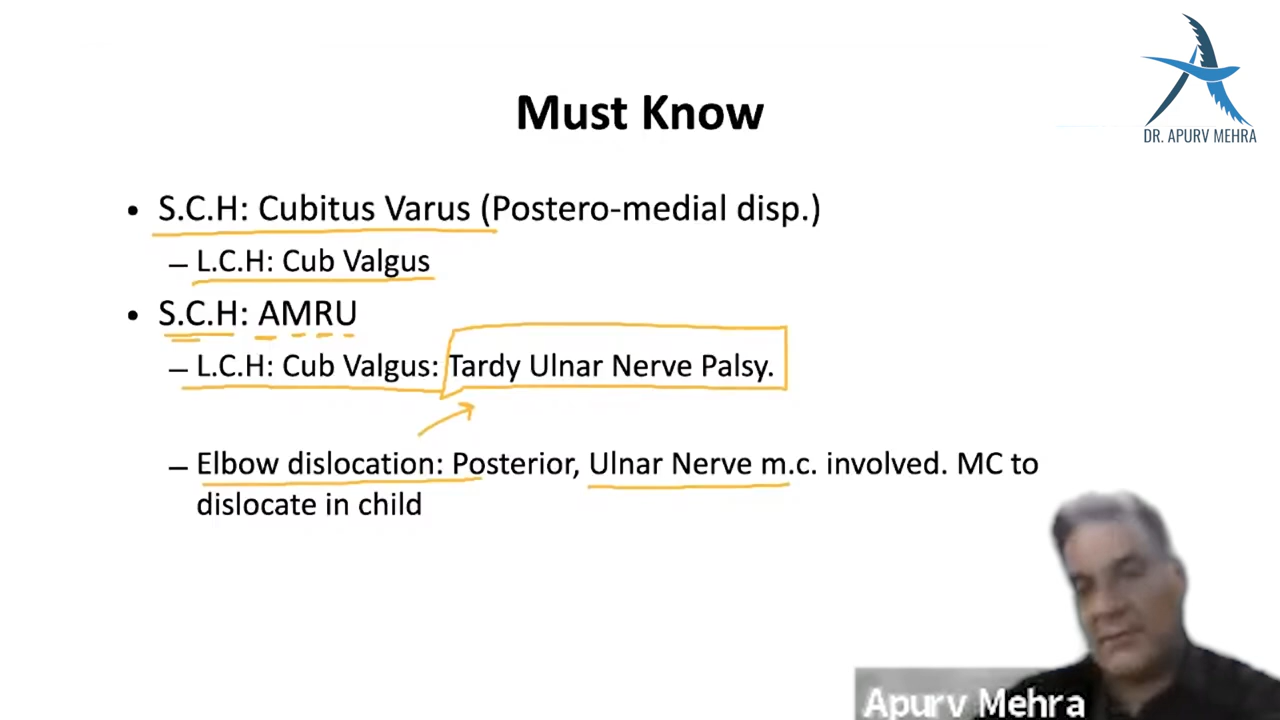 DR. APURV MEHRA
Must Know
• S.C.H: Cubitus Varus (Postero-medial disp.)
– L.C.H: Cub Valgus
• S.C.H: AMRU
– L.C.H: Cub Valgus: Tardy Ulnar Nerve Palsy.
– Elbow dislocation: Posterior, Ulnar Nerve m.c. involved. MC to
dislocate in child
Apurv Mehra